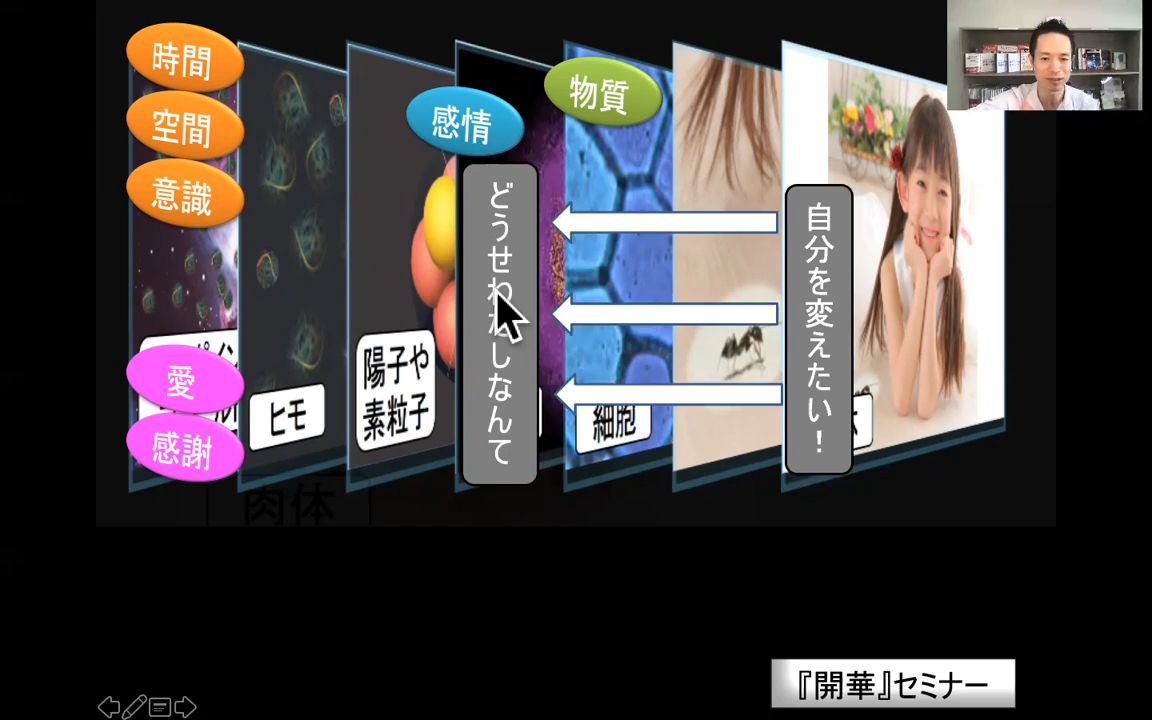 時間
空間
意識
愛
感謝
ヒモ
陽子や
素粒子
感情
どうせわたしなんて
物質
細胞
自分を変えたい！
肉体
『開華』セミナー